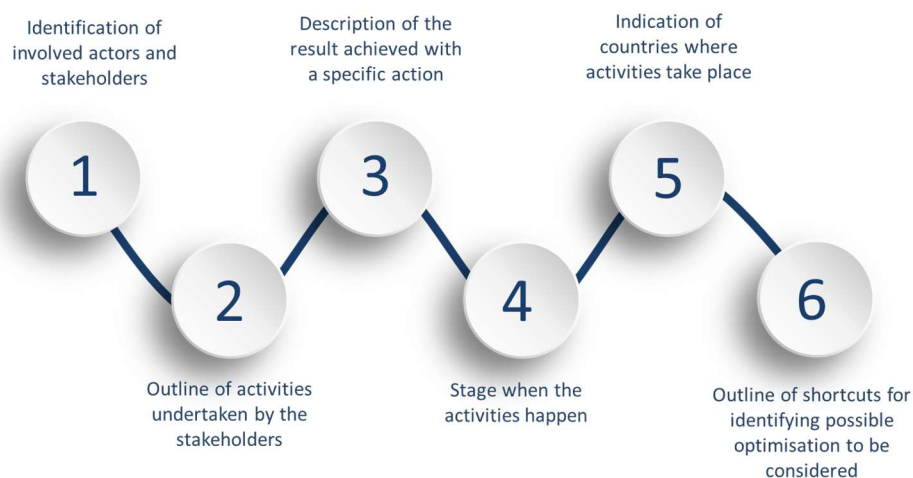 Identification of
involved actors and
stakeholders
1
Outline of activities
undertaken by the
stakeholders
2
Description of the
result achieved with
a specific action
3
Stage when the
activities happen
4
Indication of
countries where
activities take place
5
Outline of shortcuts for
identifying possible
optimisation to be
considered
6